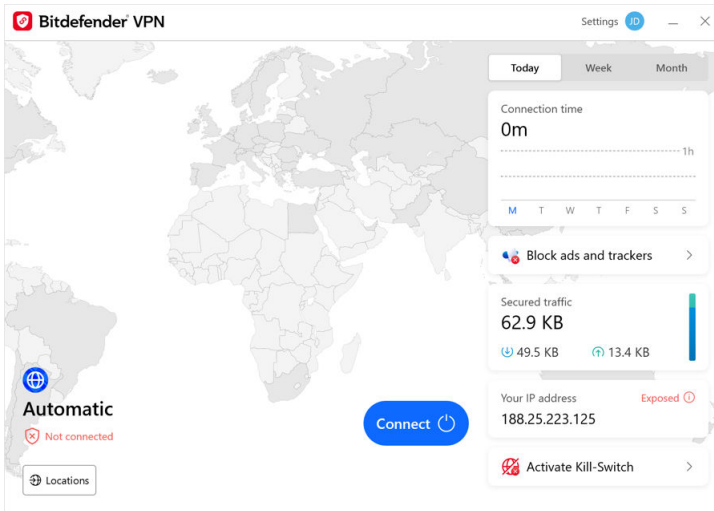 Bitdefender® VPN
Settings JD
Today Week Month
Connection time
0m
1h
M T W T F S S
Block ads and trackers
Secured traffic
62.9 KB
49.5 KB 13.4 KB
Your IP address Exposed
188.25.223.125
Activate Kill-Switch
Automatic
Not connected
Connect
Locations